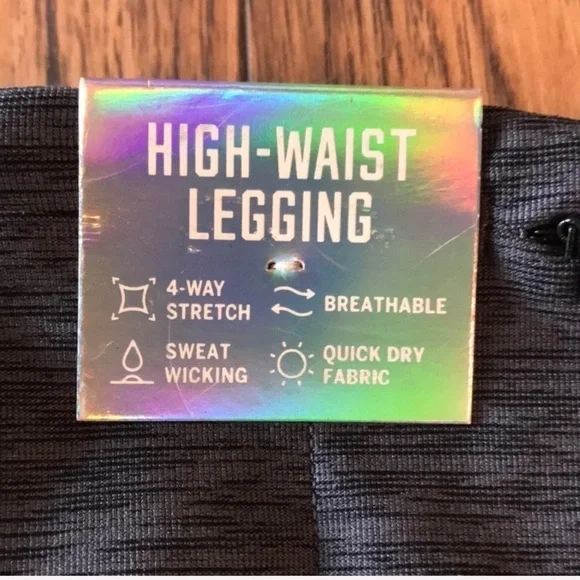 HIGH-WAIST
LEGGING
4-WAY
STRETCH
BREATHABLE
SWEAT
WICKING
QUICK DRY
FABRIC